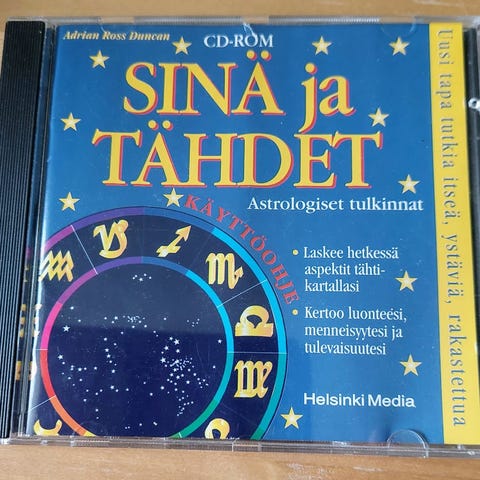 Adrian Ross Duncan
CD-ROM
SINÄ ja
TÄHDET
Astrologiset tulkinnat
KÄYTTÖOHJE
• Laskee hetkessä
aspektit tähti-
kartallasi
• Kertoo luonteesi,
menneisyytesi ja
tulevaisuutesi
Helsinki Media
Uusi tapa tutkia itseä, ystäviä, rakastettua